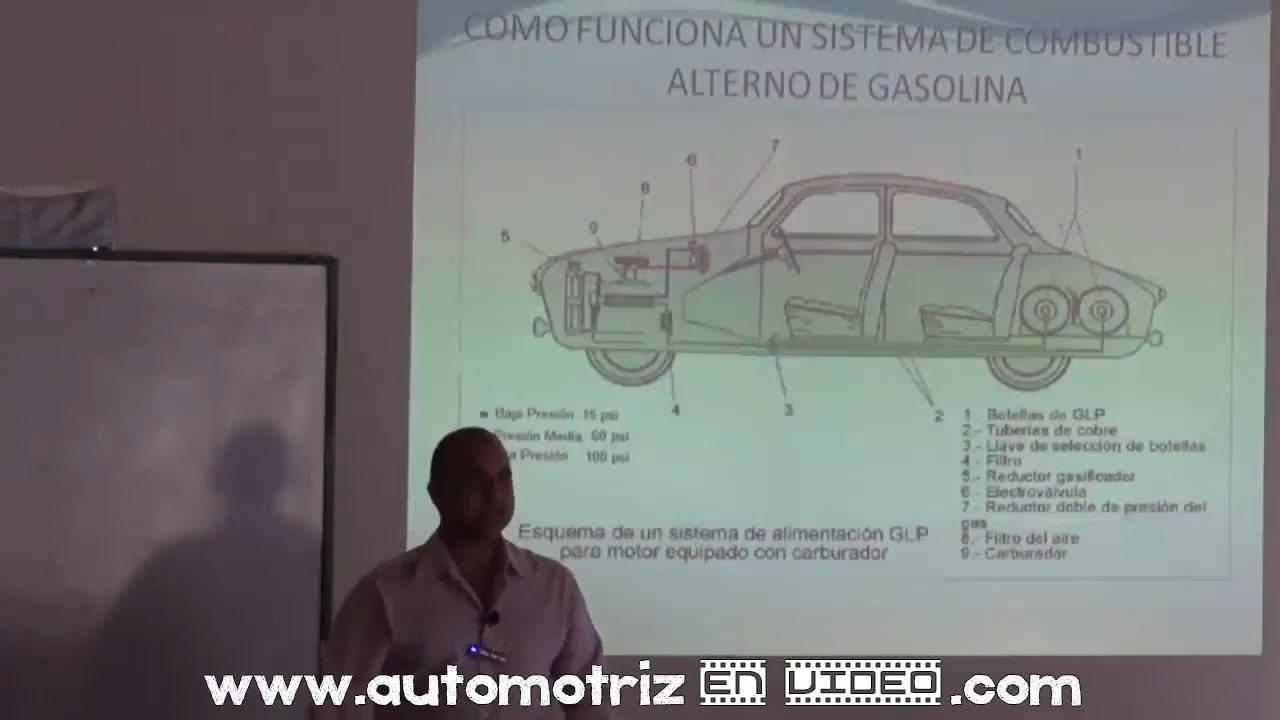 COMO FUNCIONA UN SISTEMA DE COMBUSTIBLE
ALTERNO DE GASOLINA
7
6
1
8
9
5
4
3
2
Baja Presión 15 psi
Presión Media 60 psi
a Presión 100 psi
1.- Botellas de GLP
2.- Tuberias de cobre
3.- Llave de selección de botellas
4.- Filtro
5.- Reductor gasificador
6.- Electroválvula
7.- Reductor doble de presión del
gas
8.- Filtro del aire
9.- Carburador
Esquema de un sistema de alimentación GLP
para motor equipado con carburador
www.automotriz EN VIDEO .com